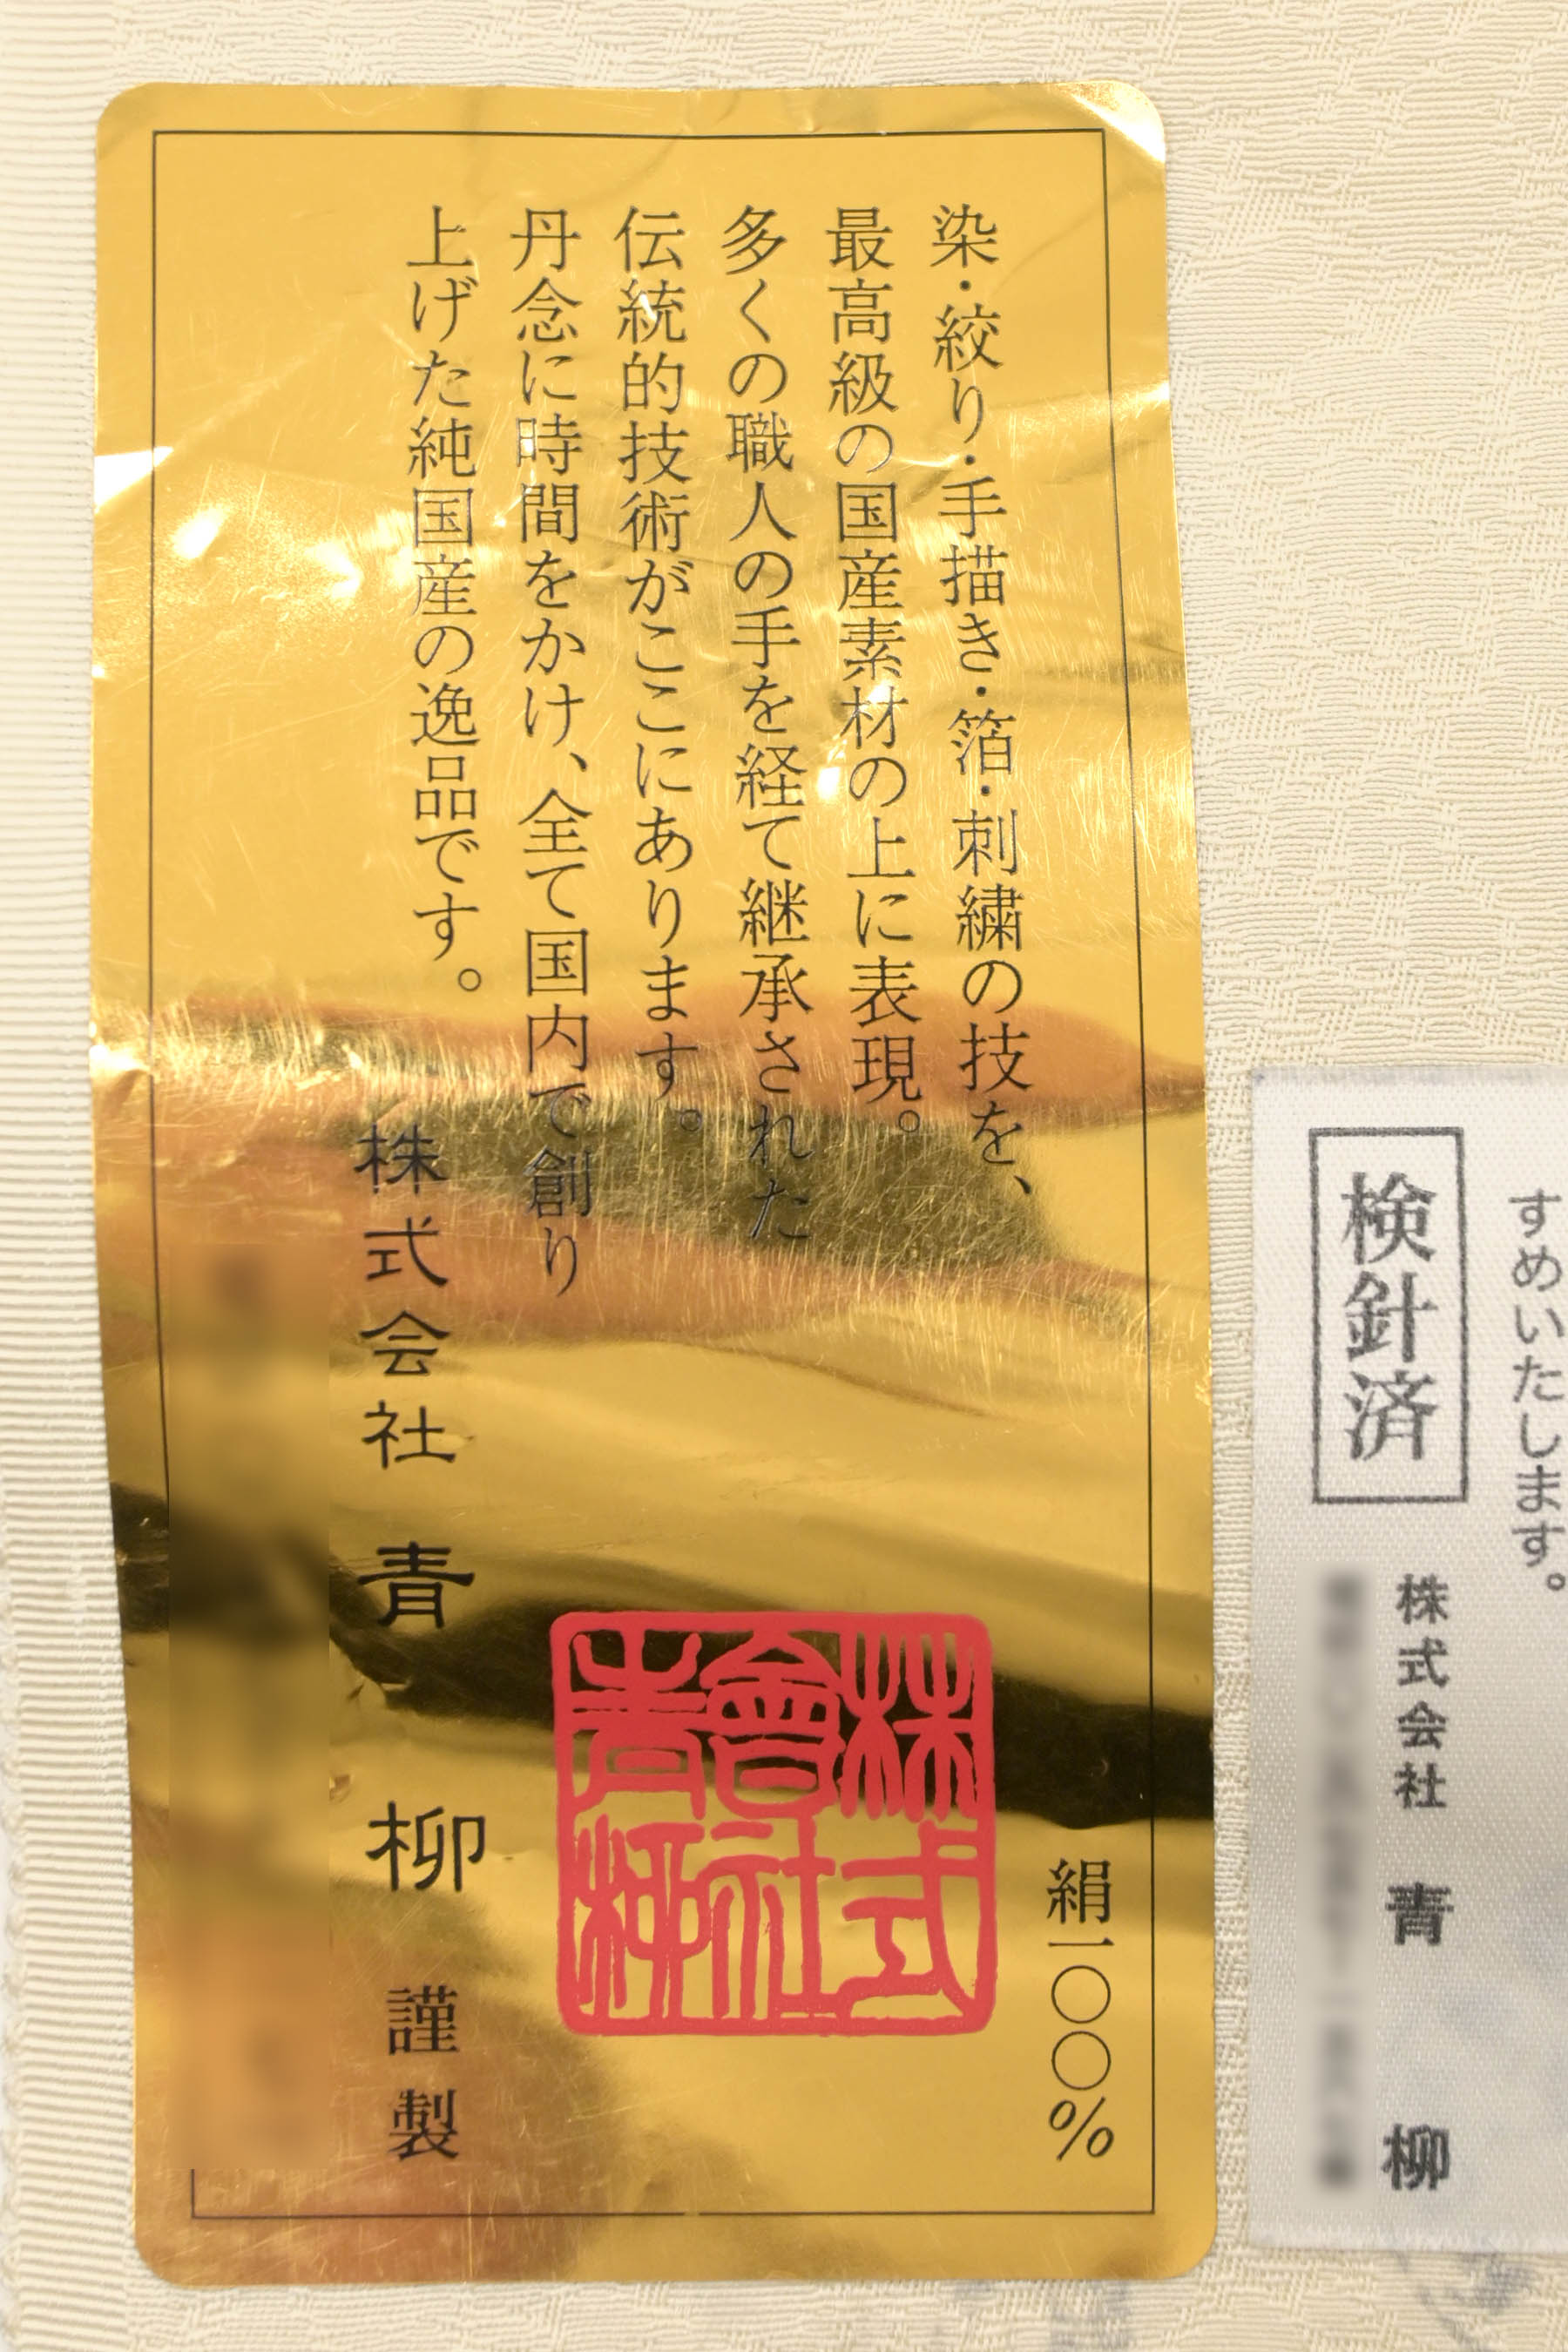 染・絞り・手描き・箔・刺繍の技を、
最高級の国産素材の上に表現。
多くの職人の手を経て継承された
伝統的技術がここにあります。
丹念に時間をかけ、全て国内で創り
上げた純国産の逸品です。
絹一〇〇%
株式会社青柳
株式会社 青柳 謹製
すめいたします。
検針済
株式会社 青柳